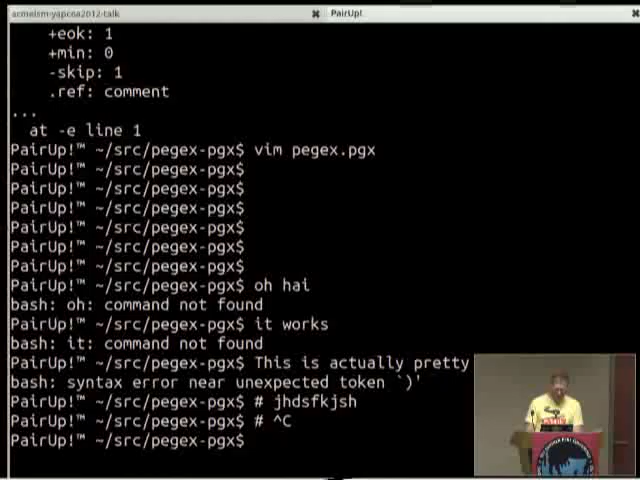 acmeism-yapcna2012-talk
PairUp!
+eok: 1
+min: 0
-skip: 1
.ref: comment
...
at -e line 1
PairUp!™ ~/src/pegex-pgx$ vim pegex.pgx
PairUp!™ ~/src/pegex-pgx$
PairUp!™ ~/src/pegex-pgx$
PairUp!™ ~/src/pegex-pgx$
PairUp!™ ~/src/pegex-pgx$
PairUp!™ ~/src/pegex-pgx$
PairUp!™ ~/src/pegex-pgx$
PairUp!™ ~/src/pegex-pgx$ oh hai
bash: oh: command not found
PairUp!™ ~/src/pegex-pgx$ it works
bash: it: command not found
PairUp!™ ~/src/pegex-pgx$ This is actually pretty
bash: syntax error near unexpected token `)'
PairUp!™ ~/src/pegex-pgx$ # jhdsfkjsh
PairUp!™ ~/src/pegex-pgx$ # ^C
PairUp!™ ~/src/pegex-pgx$